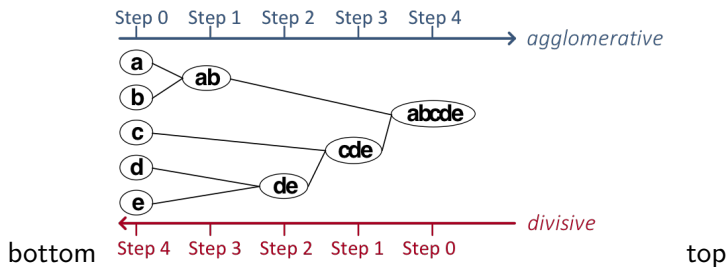 Step 0 Step 1 Step 2 Step 3 Step 4
agglomerative
a
ab
b
abcde
c
cde
d
de
e
divisive
bottom Step 4 Step 3 Step 2 Step 1 Step 0 top